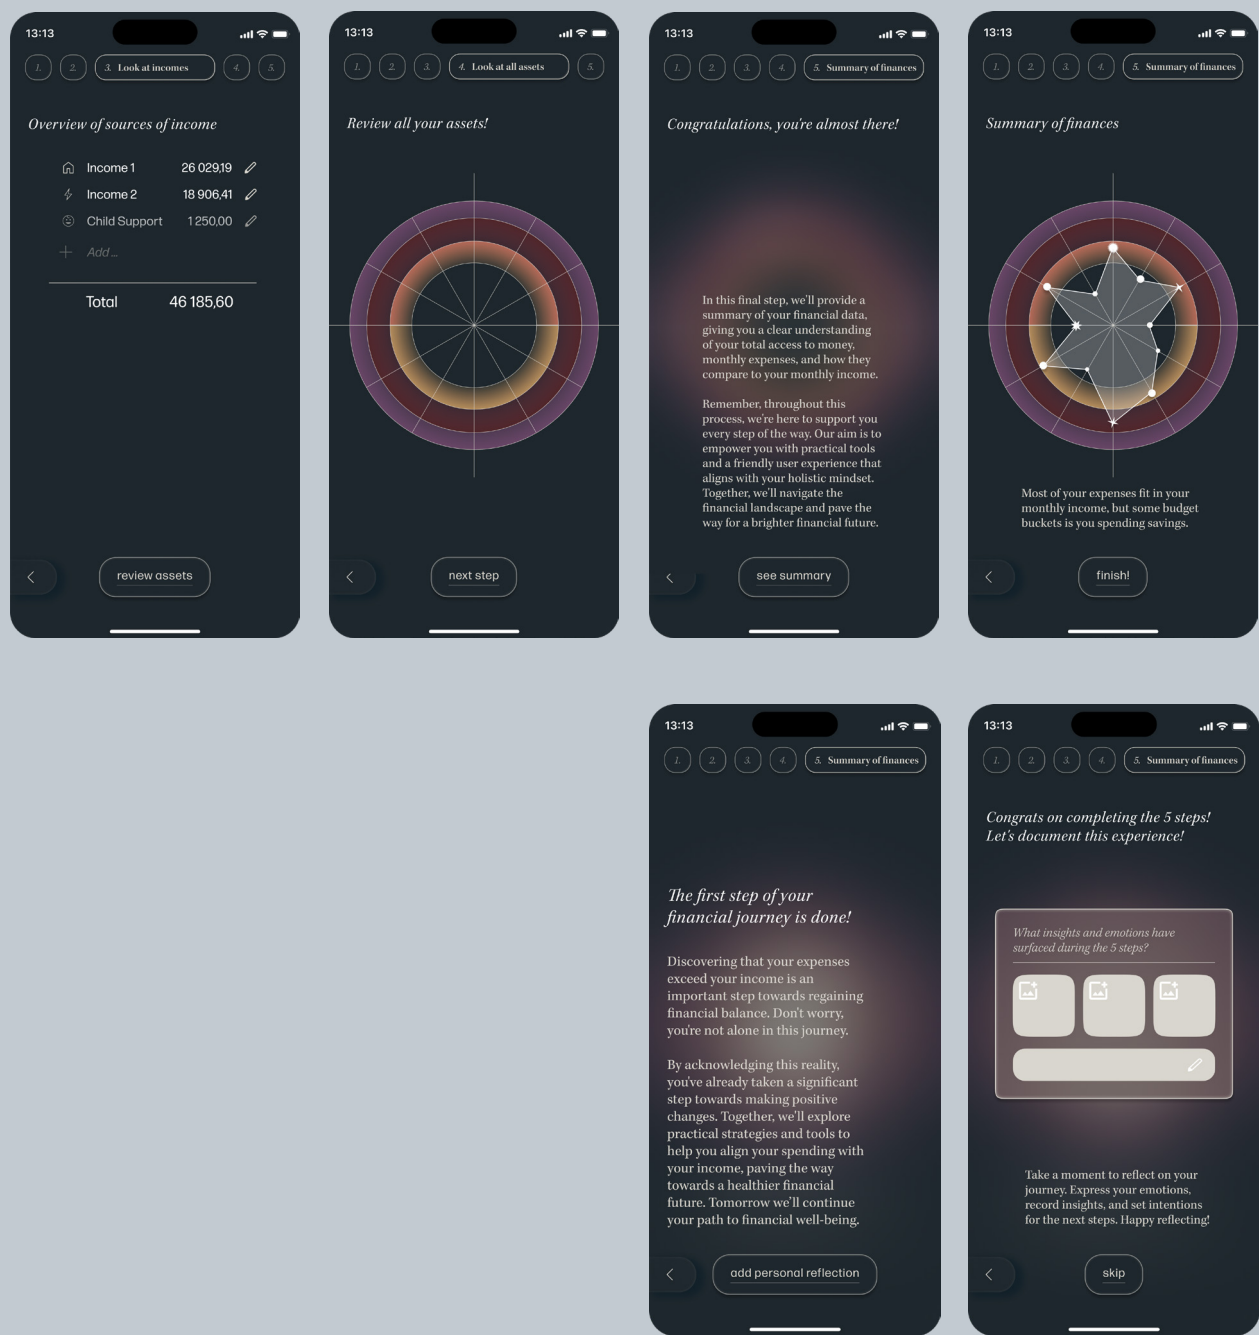 13:13
1.
2.
3. Look at incomes
4.
5.
Overview of sources of income
Income 1 26 029,19
Income 2 18 906,41
Child Support 1 250,00
Add ...
Total 46 185,60
review assets
13:13
1.
2.
3.
4. Look at all assets
5.
Review all your assets!
next step
13:13
1.
2.
3.
4.
5. Summary of finances
Congratulations, you're almost there!
In this final step, we'll provide a
summary of your financial data,
giving you a clear understanding
of your total access to money,
monthly expenses, and how they
compare to your monthly income.
Remember, throughout this
process, we're here to support you
every step of the way. Our aim is to
empower you with practical tools
and a friendly user experience that
aligns with your holistic mindset.
Together, we'll navigate the
financial landscape and pave the
way for a brighter financial future.
see summary
13:13
1.
2.
3.
4.
5. Summary of finances
Summary of finances
Most of your expenses fit in your
monthly income, but some budget
buckets is you spending savings.
finish!
13:13
1.
2.
3.
4.
5. Summary of finances
The first step of your
financial journey is done!
Discovering that your expenses
exceed your income is an
important step towards regaining
financial balance. Don't worry,
you're not alone in this journey.
By acknowledging this reality,
you've already taken a significant
step towards making positive
changes. Together, we'll explore
practical strategies and tools to
help you align your spending with
your income, paving the way
towards a healthier financial
future. Tomorrow we'll continue
your path to financial well-being.
add personal reflection
13:13
1.
2.
3.
4.
5. Summary of finances
Congrats on completing the 5 steps!
Let's document this experience!
What insights and emotions have
surfaced during the 5 steps?
Take a moment to reflect on your
journey. Express your emotions,
record insights, and set intentions
for the next steps. Happy reflecting!
skip